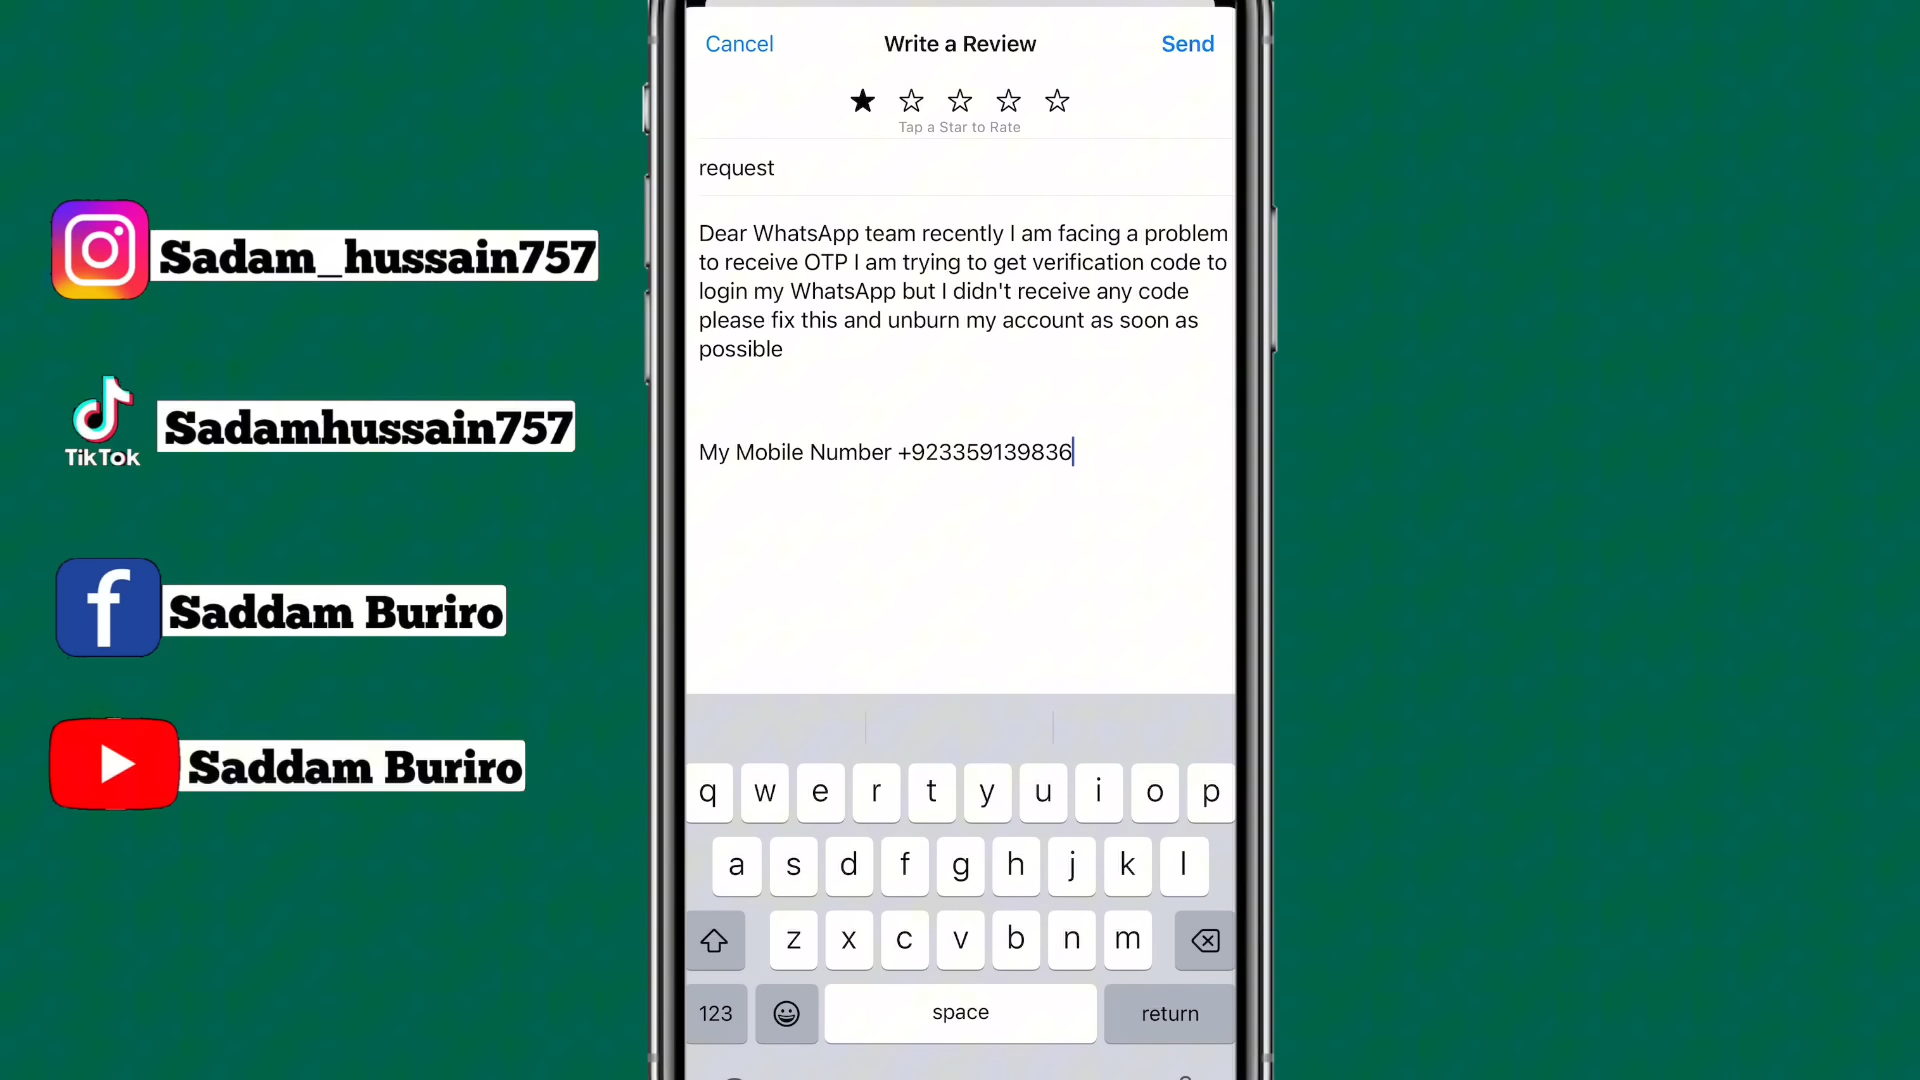 Cancel
Write a Review
Send
Tap a Star to Rate
request
Dear WhatsApp team recently I am facing a problem
to receive OTP I am trying to get verification code to
login my WhatsApp but I didn't receive any code
please fix this and unburn my account as soon as
possible
My Mobile Number +923359139836
Sadam_hussain757
TikTok
Sadamhussain757
f
Saddam Buriro
Saddam Buriro
q w e r t y u i o p
a s d f g h j k l
z x c v b n m
123
space
return